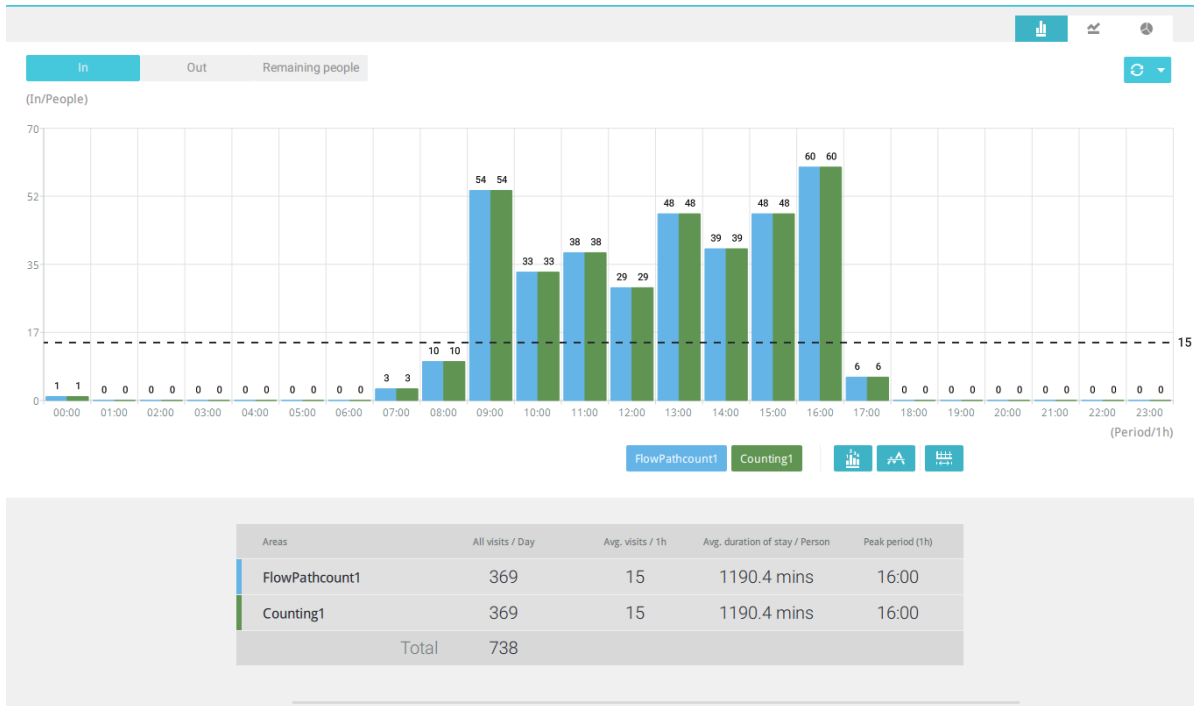 In Out Remaining people
(In/People)
70
60 60
54 54
52
48 48 48 48
39 39
38 38
35
33 33
29 29
17
15
10 10
6 6
3 3
1 1 0 0 0 0 0 0 0 0 0 0 0 0 0 0 0 0 0 0 0 0 0 0 0 0
0
00:00 01:00 02:00 03:00 04:00 05:00 06:00 07:00 08:00 09:00 10:00 11:00 12:00 13:00 14:00 15:00 16:00 17:00 18:00 19:00 20:00 21:00 22:00 23:00
(Period/1h)
FlowPathcount1 Counting1
Areas All visits / Day Avg. visits / 1h Avg. duration of stay / Person Peak period (1h)
FlowPathcount1 369 15 1190.4 mins 16:00
Counting1 369 15 1190.4 mins 16:00
Total 738